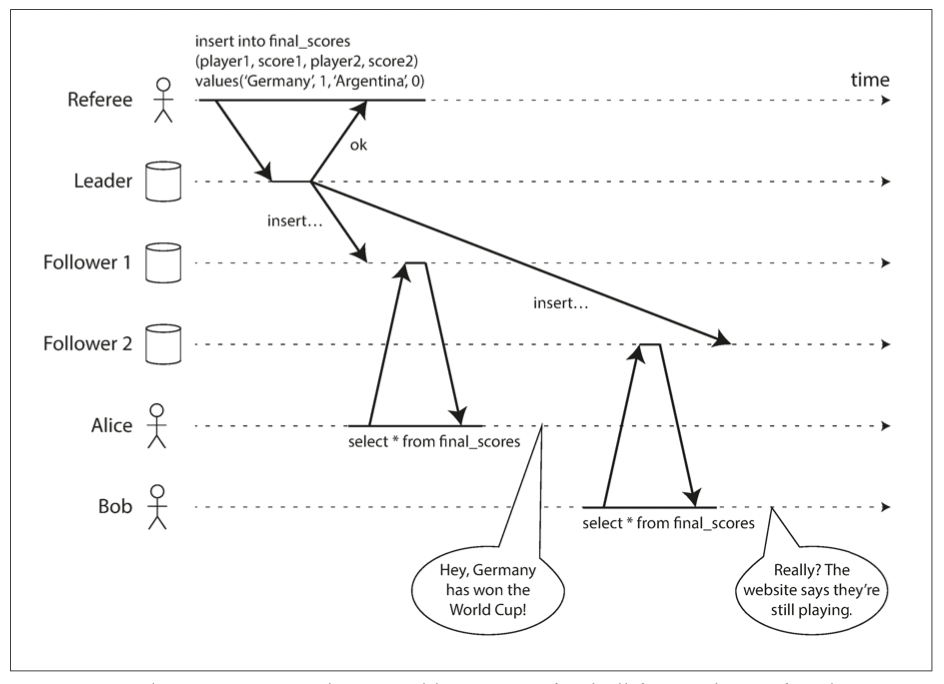 insert into final_scores
(player1, score1, player2, score2)
values('Germany', 1, 'Argentina', 0)
time
Referee
ok
Leader
insert…
Follower 1
insert…
Follower 2
Alice
select * from final_scores
Bob
select * from final_scores
Hey, Germany
has won the
World Cup!
Really? The
website says they're
still playing.